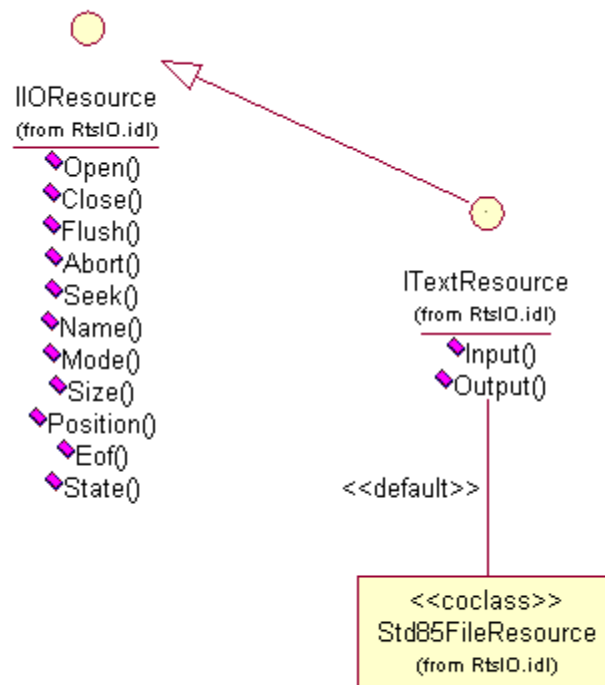 IIOResource
(from RtsIO.idl)
Open()
Close()
Flush()
Abort()
Seek()
Name()
Mode()
Size()
Position()
Eof()
State()
ITextResource
(from RtsIO.idl)
Input()
Output()
<<default>>
<<coclass>>
Std85FileResource
(from RtsIO.idl)